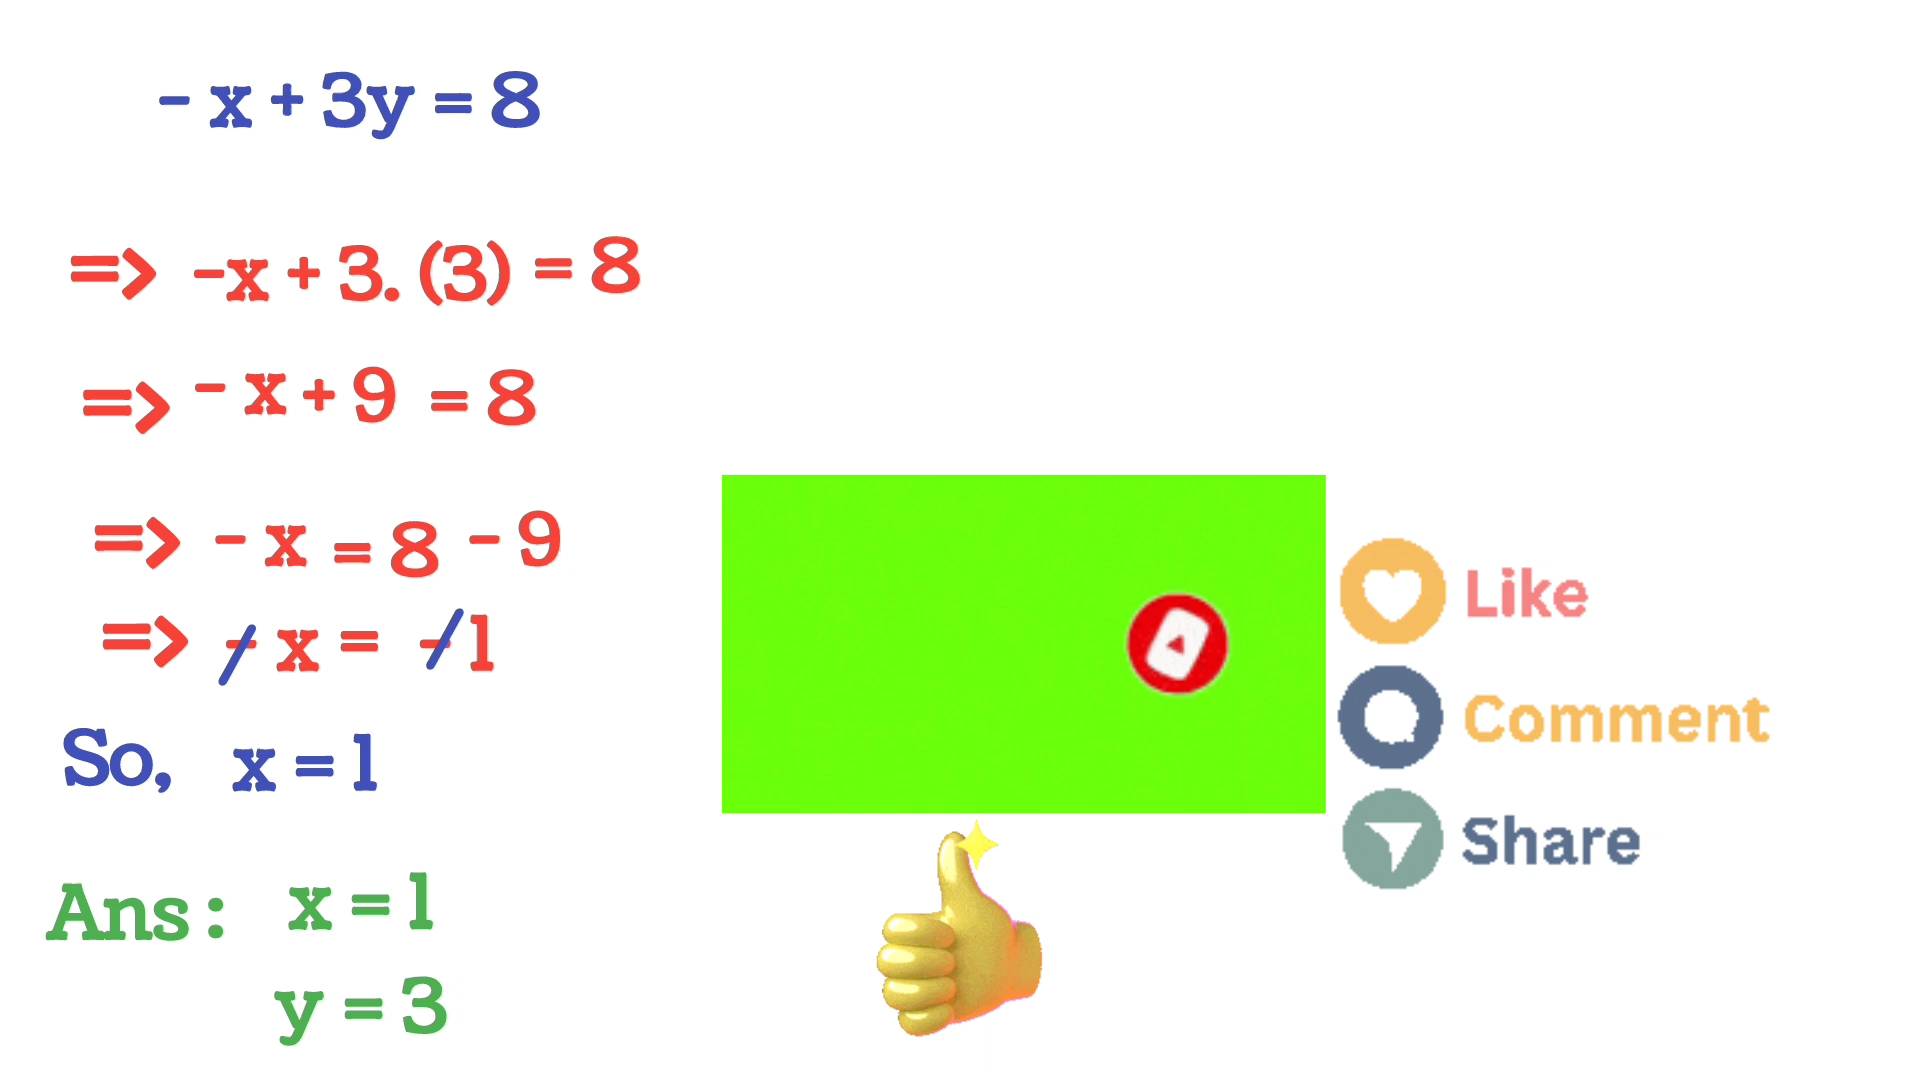 - x + 3y = 8
=> -x + 3. (3) = 8
=> - x + 9 = 8
=> - x = 8 - 9
=> - x = - 1
So, x = 1
Ans : x = 1
y = 3
Like
Comment
Share